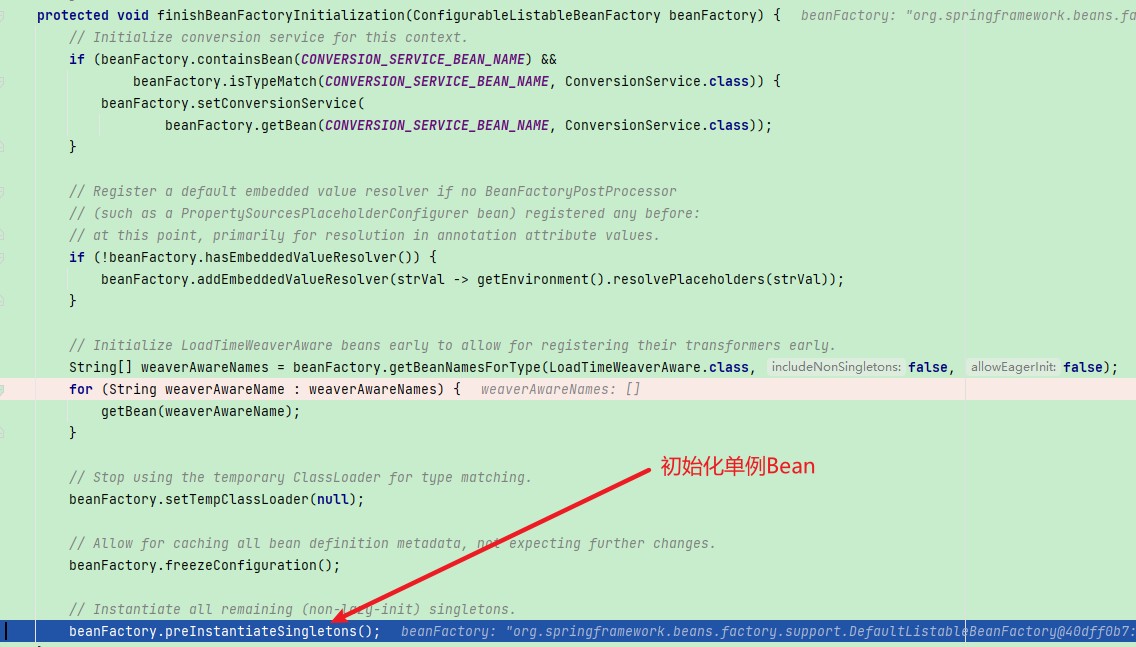 protected void finishBeanFactoryInitialization(ConfigurableListableBeanFactory beanFactory) {   beanFactory: "org.springframework.beans.fa
    // Initialize conversion service for this context.
    if (beanFactory.containsBean(CONVERSION_SERVICE_BEAN_NAME) &&
            beanFactory.isTypeMatch(CONVERSION_SERVICE_BEAN_NAME, ConversionService.class)) {
        beanFactory.setConversionService(
                beanFactory.getBean(CONVERSION_SERVICE_BEAN_NAME, ConversionService.class));
    }
    // Register a default embedded value resolver if no BeanFactoryPostProcessor
    // (such as a PropertySourcesPlaceholderConfigurer bean) registered any before:
    // at this point, primarily for resolution in annotation attribute values.
    if (!beanFactory.hasEmbeddedValueResolver()) {
        beanFactory.addEmbeddedValueResolver(strVal -> getEnvironment().resolvePlaceholders(strVal));
    }
    // Initialize LoadTimeWeaverAware beans early to allow for registering their transformers early.
    String[] weaverAwareNames = beanFactory.getBeanNamesForType(LoadTimeWeaverAware.class, includeNonSingletons: false, allowEagerInit: false);
    for (String weaverAwareName : weaverAwareNames) {   weaverAwareNames: []
        getBean(weaverAwareName);
    }
初始化单例Bean
    // Stop using the temporary ClassLoader for type matching.
    beanFactory.setTempClassLoader(null);
    // Allow for caching all bean definition metadata, not expecting further changes.
    beanFactory.freezeConfiguration();
    // Instantiate all remaining (non-lazy-init) singletons.
    beanFactory.preInstantiateSingletons();   beanFactory: "org.springframework.beans.factory.support.DefaultListableBeanFactory@40dff0b7: